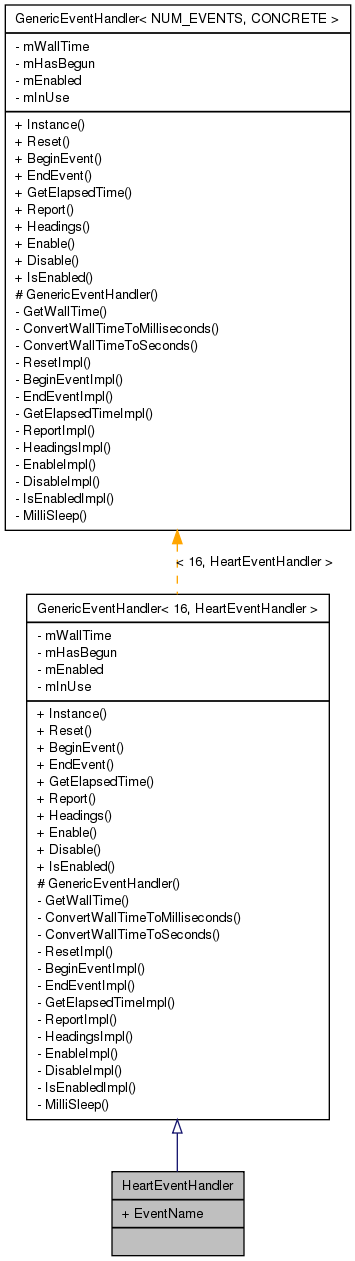 GenericEventHandler< NUM_EVENTS, CONCRETE >
- mWallTime
- mHasBegun
- mEnabled
- mInUse
+ Instance()
+ Reset()
+ BeginEvent()
+ EndEvent()
+ GetElapsedTime()
+ Report()
+ Headings()
+ Enable()
+ Disable()
+ IsEnabled()
# GenericEventHandler()
- GetWallTime()
- ConvertWallTimeToMilliseconds()
- ConvertWallTimeToSeconds()
- ResetImpl()
- BeginEventImpl()
- EndEventImpl()
- GetElapsedTimeImpl()
- ReportImpl()
- HeadingsImpl()
- EnableImpl()
- DisableImpl()
- IsEnabledImpl()
- MilliSleep()
< 16, HeartEventHandler >
GenericEventHandler< 16, HeartEventHandler >
- mWallTime
- mHasBegun
- mEnabled
- mInUse
+ Instance()
+ Reset()
+ BeginEvent()
+ EndEvent()
+ GetElapsedTime()
+ Report()
+ Headings()
+ Enable()
+ Disable()
+ IsEnabled()
# GenericEventHandler()
- GetWallTime()
- ConvertWallTimeToMilliseconds()
- ConvertWallTimeToSeconds()
- ResetImpl()
- BeginEventImpl()
- EndEventImpl()
- GetElapsedTimeImpl()
- ReportImpl()
- HeadingsImpl()
- EnableImpl()
- DisableImpl()
- IsEnabledImpl()
- MilliSleep()
HeartEventHandler
+ EventName